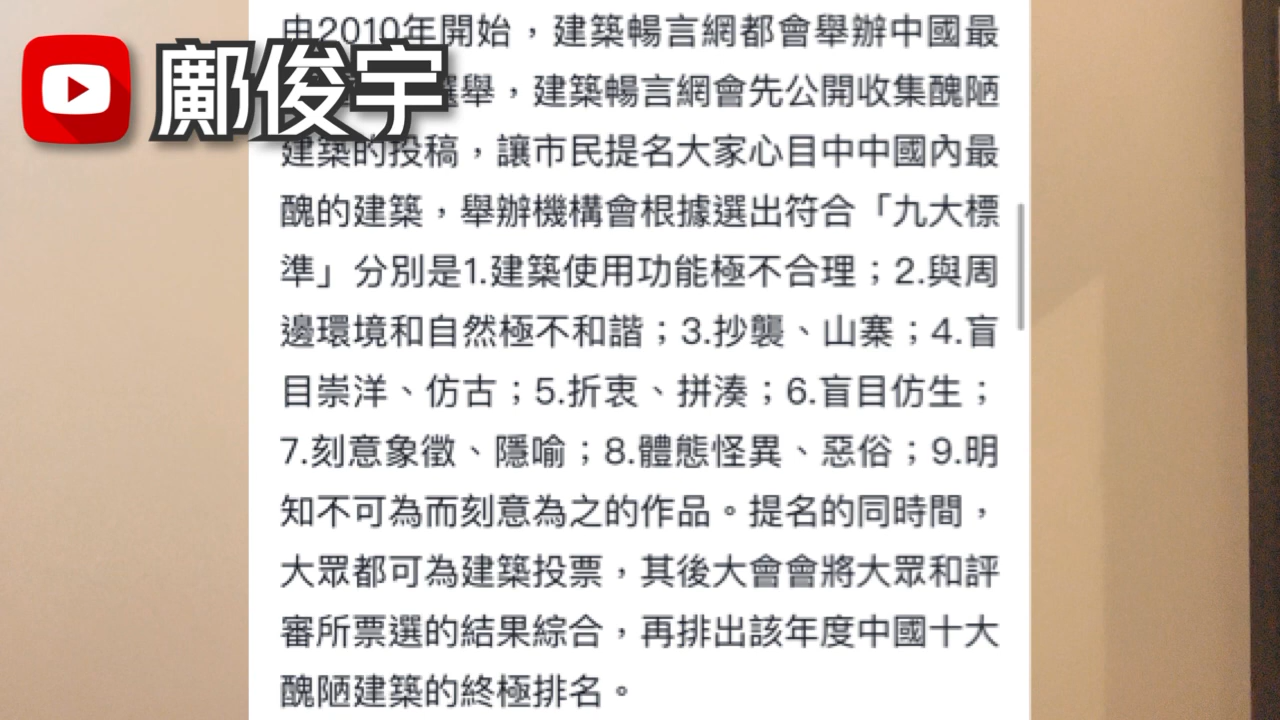 鄺俊宇
由2010年開始，建築暢言網都會舉辦中國最
選舉，建築暢言網會先公開收集醜陋
建築的投稿，讓市民提名大家心目中中國內最
醜的建築，舉辦機構會根據選出符合「九大標
準」分別是1.建築使用功能極不合理；2.與周
邊環境和自然極不和諧；3.抄襲、山寨；4.盲
目崇洋、仿古；5.折衷、拼湊；6.盲目仿生；
7.刻意象徵、隱喻；8.體態怪異、惡俗；9.明
知不可為而刻意為之的作品。提名的同時間，
大眾都可為建築投票，其後大會會將大眾和評
審所票選的結果綜合，再排出該年度中國十大
醜陋建築的終極排名。